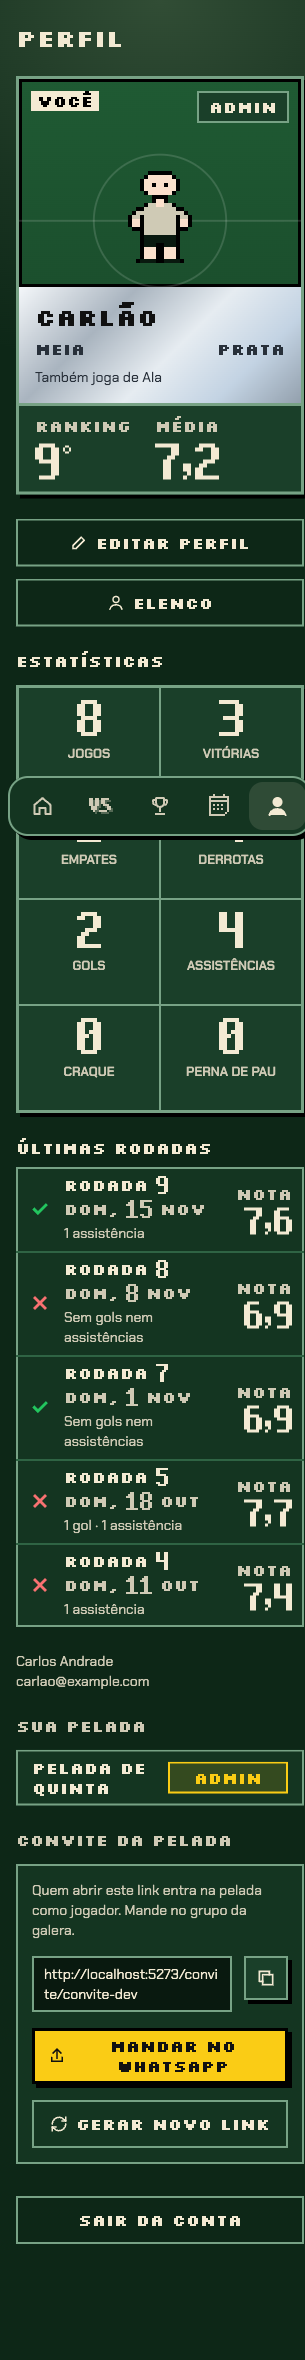 PERFIL
VOCÊ
ADMIN
CARLÃO
MEIA
PRATA
Também joga de Ala
RANKING MÉDIA
9° 7,2
EDITAR PERFIL
ELENCO
ESTATÍSTICAS
8 3
JOGOS VITÓRIAS
VS
EMPATES DERROTAS
2 4
GOLS ASSISTÊNCIAS
0 0
CRAQUE PERNA DE PAU
ÚLTIMAS RODADAS
RODADA 9
DOM, 15 NOV
1 assistência
NOTA
7,6
RODADA 8
DOM, 8 NOV
Sem gols nem
assistências
NOTA
6,9
RODADA 7
DOM, 1 NOV
Sem gols nem
assistências
NOTA
6,9
RODADA 5
DOM, 18 OUT
1 gol · 1 assistência
NOTA
7,7
RODADA 4
DOM, 11 OUT
1 assistência
NOTA
7,4
Carlos Andrade
carlao@example.com
SUA PELADA
PELADA DE
QUINTA
ADMIN
CONVITE DA PELADA
Quem abrir este link entra na pelada
como jogador. Mande no grupo da
galera.
http://localhost:5273/convi
te/convite-dev
MANDAR NO
WHATSAPP
GERAR NOVO LINK
SAIR DA CONTA